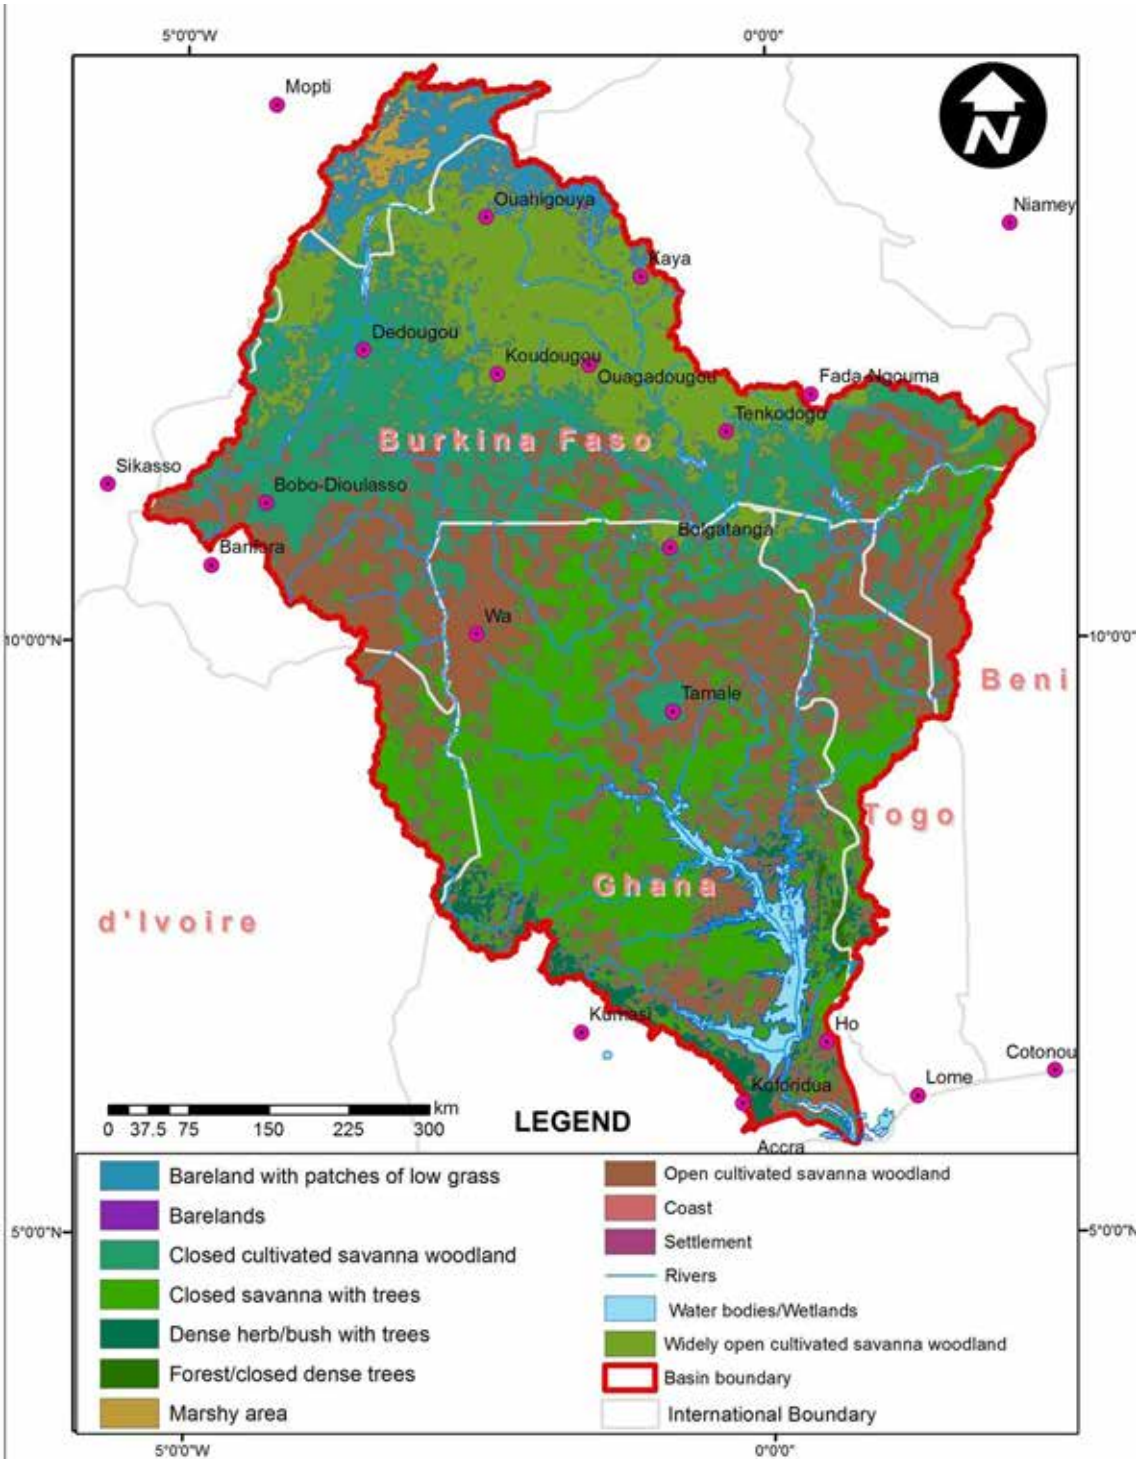 5°0'0"W 0°0'0"
Mopti
N
Ouahigouya
Niamey
Kaya
Dedougou
Koudougou
Ouagadougou
Fada-Ngouma
Tenkodogo
Burkina Faso
Sikasso
Bobo-Dioulasso
Bolgatanga
Banfora
Wa
10°0'0"N 10°0'0"
Beni
Tamale
Togo
Ghana
d'Ivoire
Kumasi
Ho
Cotonou
Lome
Koforidua
km
0 37.5 75 150 225 300
LEGEND
Accra
Bareland with patches of low grass
Barelands
Closed cultivated savanna woodland
Closed savanna with trees
Dense herb/bush with trees
Forest/closed dense trees
Marshy area
Open cultivated savanna woodland
Coast
Settlement
Rivers
Water bodies/Wetlands
Widely open cultivated savanna woodland
Basin boundary
International Boundary
5°0'0"N 5°0'0"N
5°0'0"W 0°0'0"